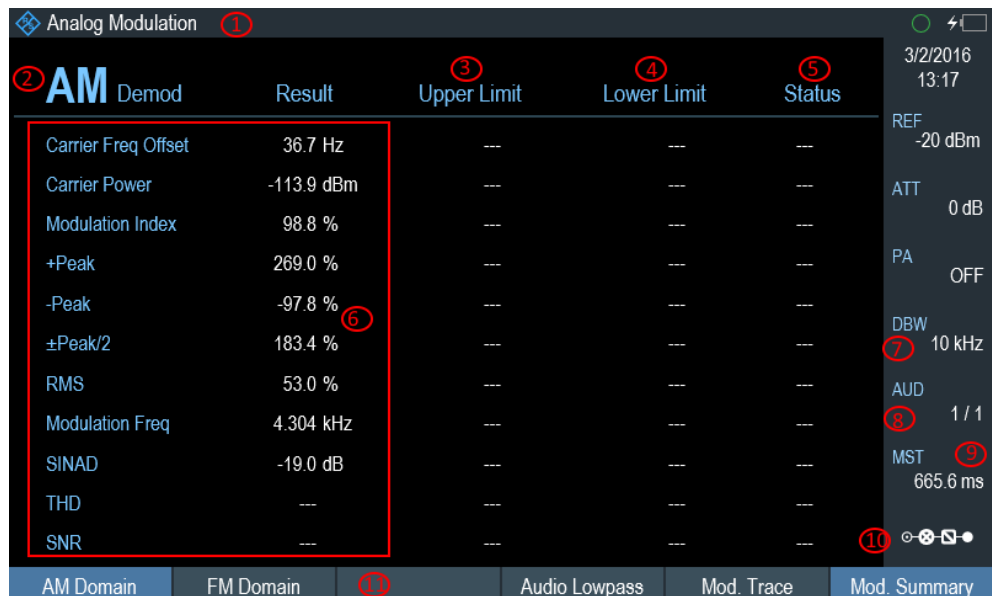 Analog Modulation 1
3/2/2016
13:17
2 AM Demod Result 3 Upper Limit 4 Lower Limit 5 Status
REF
-20 dBm
Carrier Freq Offset 36.7 Hz --- --- ---
Carrier Power -113.9 dBm --- --- ---
ATT
0 dB
Modulation Index 98.8 % --- --- ---
+Peak 269.0 % --- --- ---
PA
OFF
-Peak -97.8 % 6 --- --- ---
±Peak/2 183.4 % --- --- ---
DBW
7 10 kHz
RMS 53.0 % --- --- ---
AUD
8 1 / 1
Modulation Freq 4.304 kHz --- --- ---
SINAD -19.0 dB --- --- ---
MST 9
665.6 ms
THD --- --- --- ---
SNR --- --- --- ---
10
AM Domain FM Domain 11 Audio Lowpass Mod. Trace Mod. Summary